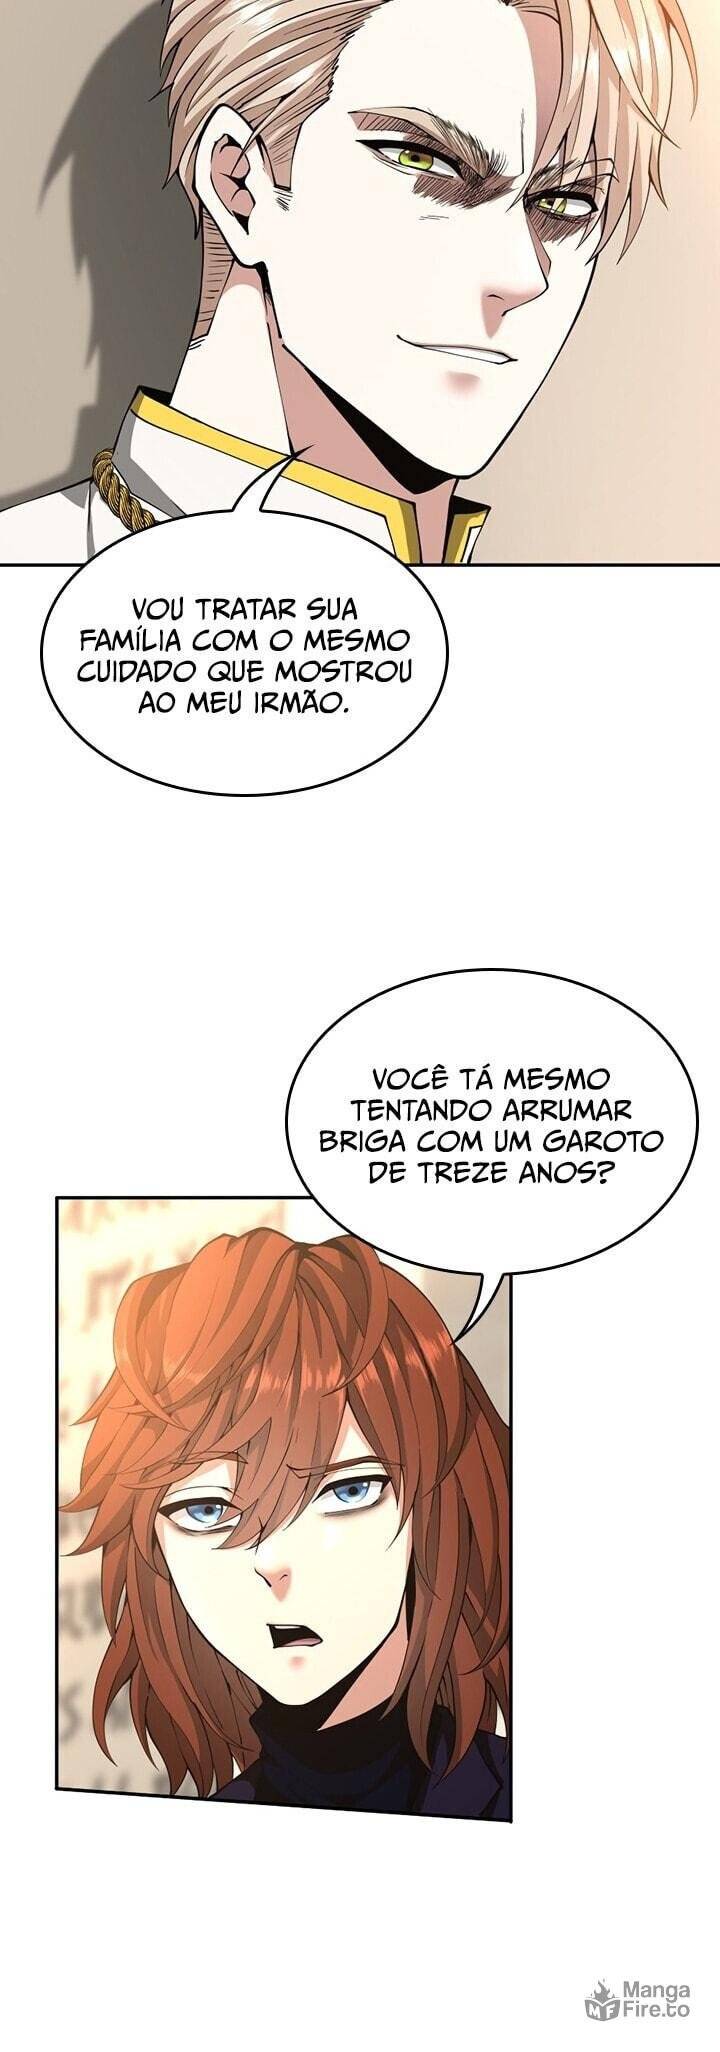 VOU TRATAR SUA
FAMÍLIA COM O MESMO
CUIDADO QUE MOSTROU
AO MEU IRMÃO.
VOCÊ TÁ MESMO
TENTANDO ARRUMAR
BRIGA COM UM GAROTO
DE TREZE ANOS?
Manga
Fire.to